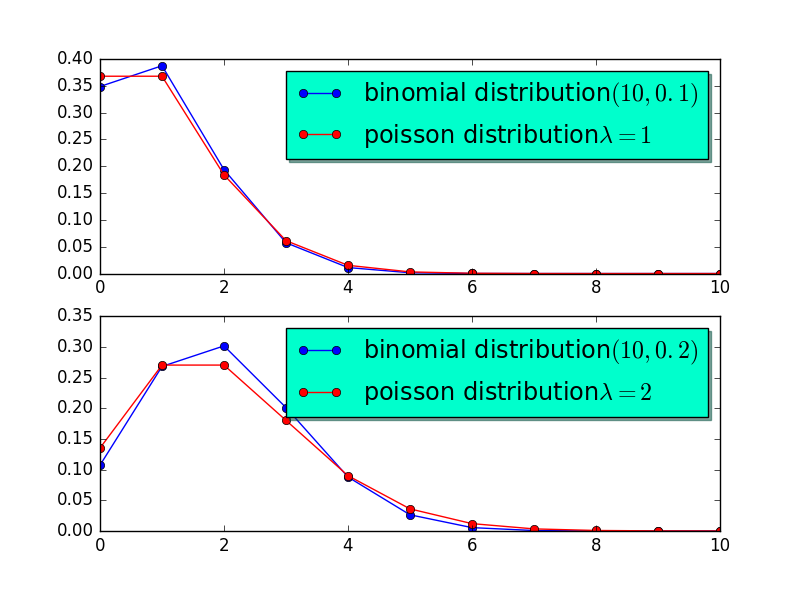 0.40
0.35
0.30
0.25
0.20
0.15
0.10
0.05
0.00
0 2 4 6 8 10
binomial distribution(10, 0.1)
poisson distributionλ = 1
0.35
0.30
0.25
0.20
0.15
0.10
0.05
0.00
0 2 4 6 8 10
binomial distribution(10, 0.2)
poisson distributionλ = 2